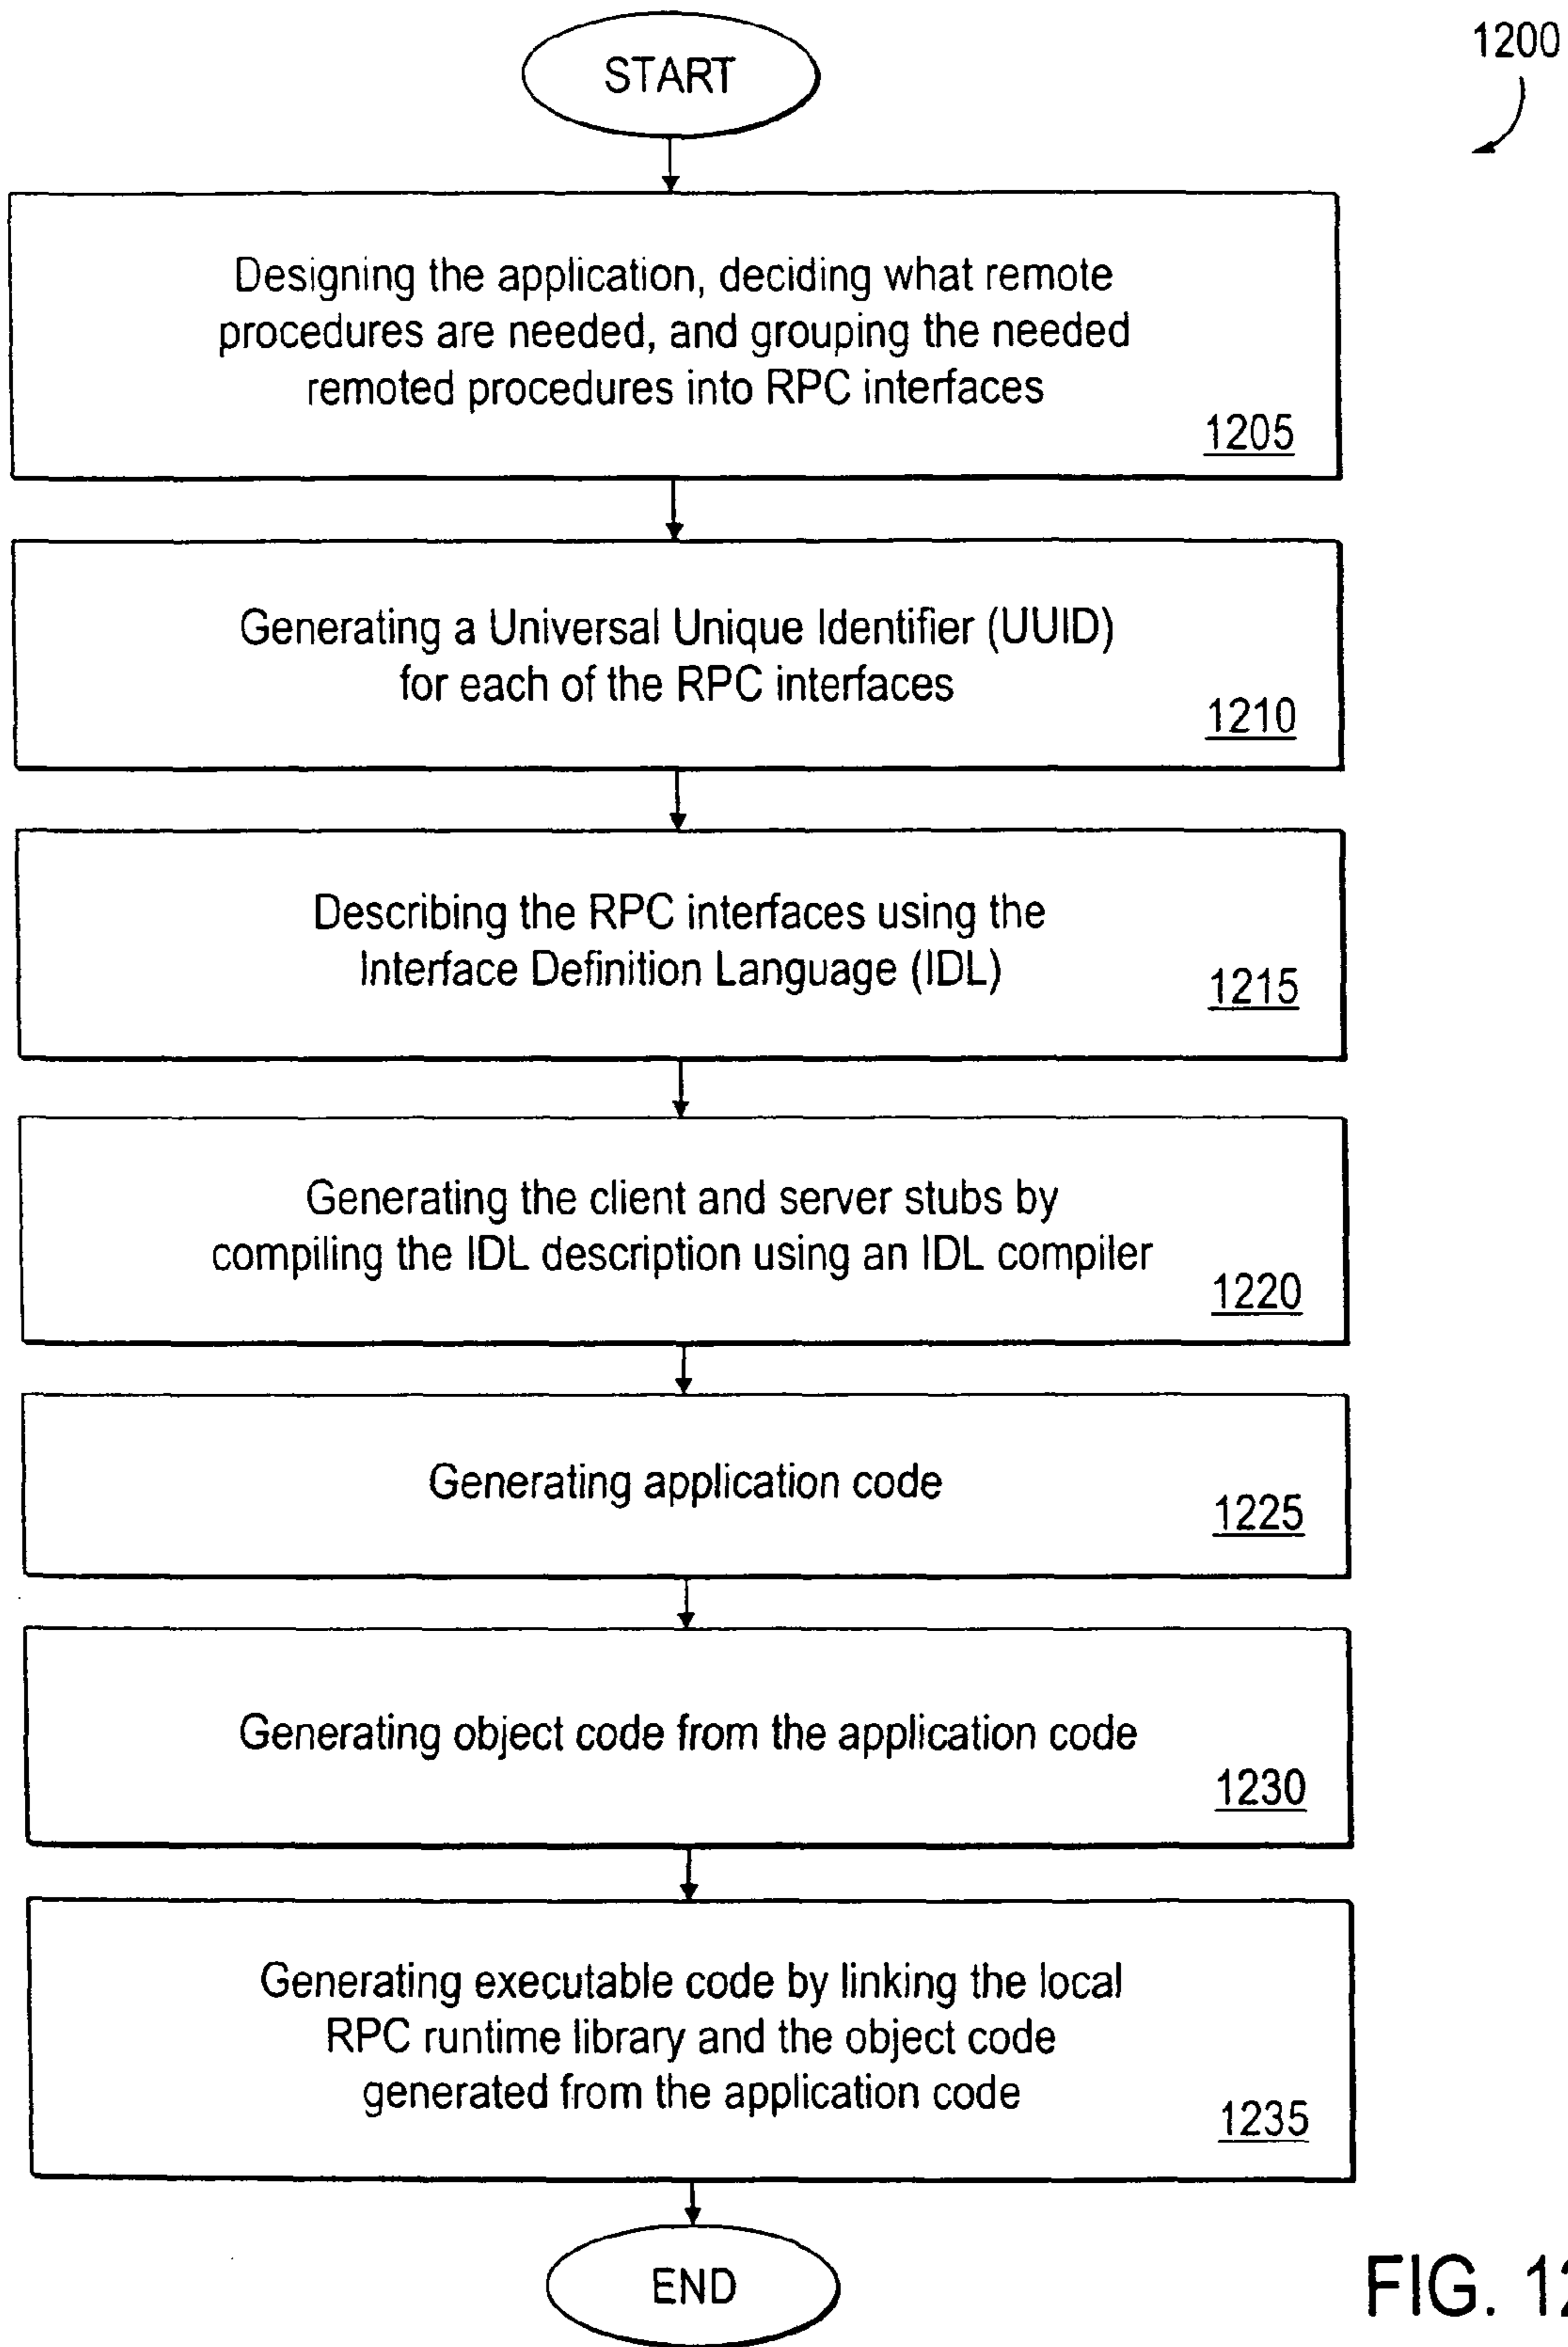 1200
START
Designing the application, deciding what remote
procedures are needed, and grouping the needed
remoted procedures into RPC interfaces
1205
Generating a Universal Unique Identifier (UUID)
for each of the RPC interfaces
1210
Describing the RPC interfaces using the
Interface Definition Language (IDL)
1215
Generating the client and server stubs by
compiling the IDL description using an IDL compiler
1220
Generating application code
1225
Generating object code from the application code
1230
Generating executable code by linking the local
RPC runtime library and the object code
generated from the application code
1235
END
FIG. 12